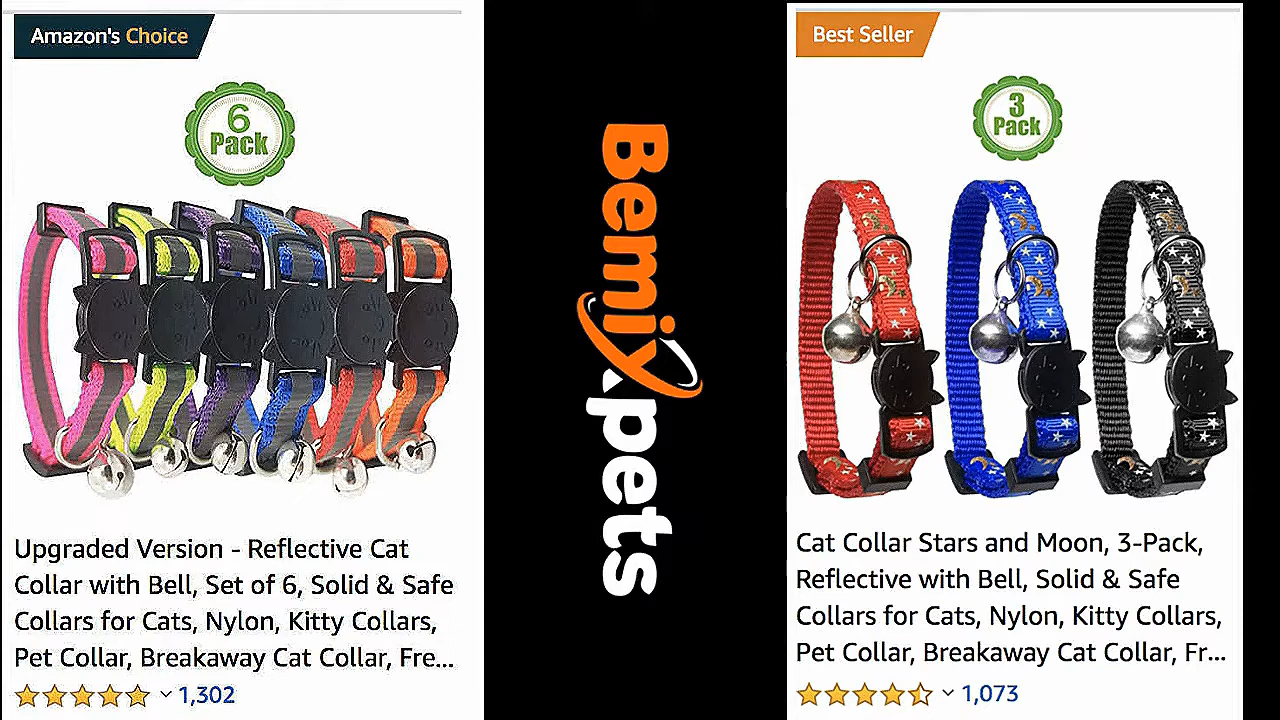 Amazon's Choice
6
Pack
Upgraded Version - Reflective Cat
Collar with Bell, Set of 6, Solid & Safe
Collars for Cats, Nylon, Kitty Collars,
Pet Collar, Breakaway Cat Collar, Fre...
1,302
Bemixpets
Best Seller
3
Pack
Cat Collar Stars and Moon, 3-Pack,
Reflective with Bell, Solid & Safe
Collars for Cats, Nylon, Kitty Collars,
Pet Collar, Breakaway Cat Collar, Fr...
1,073